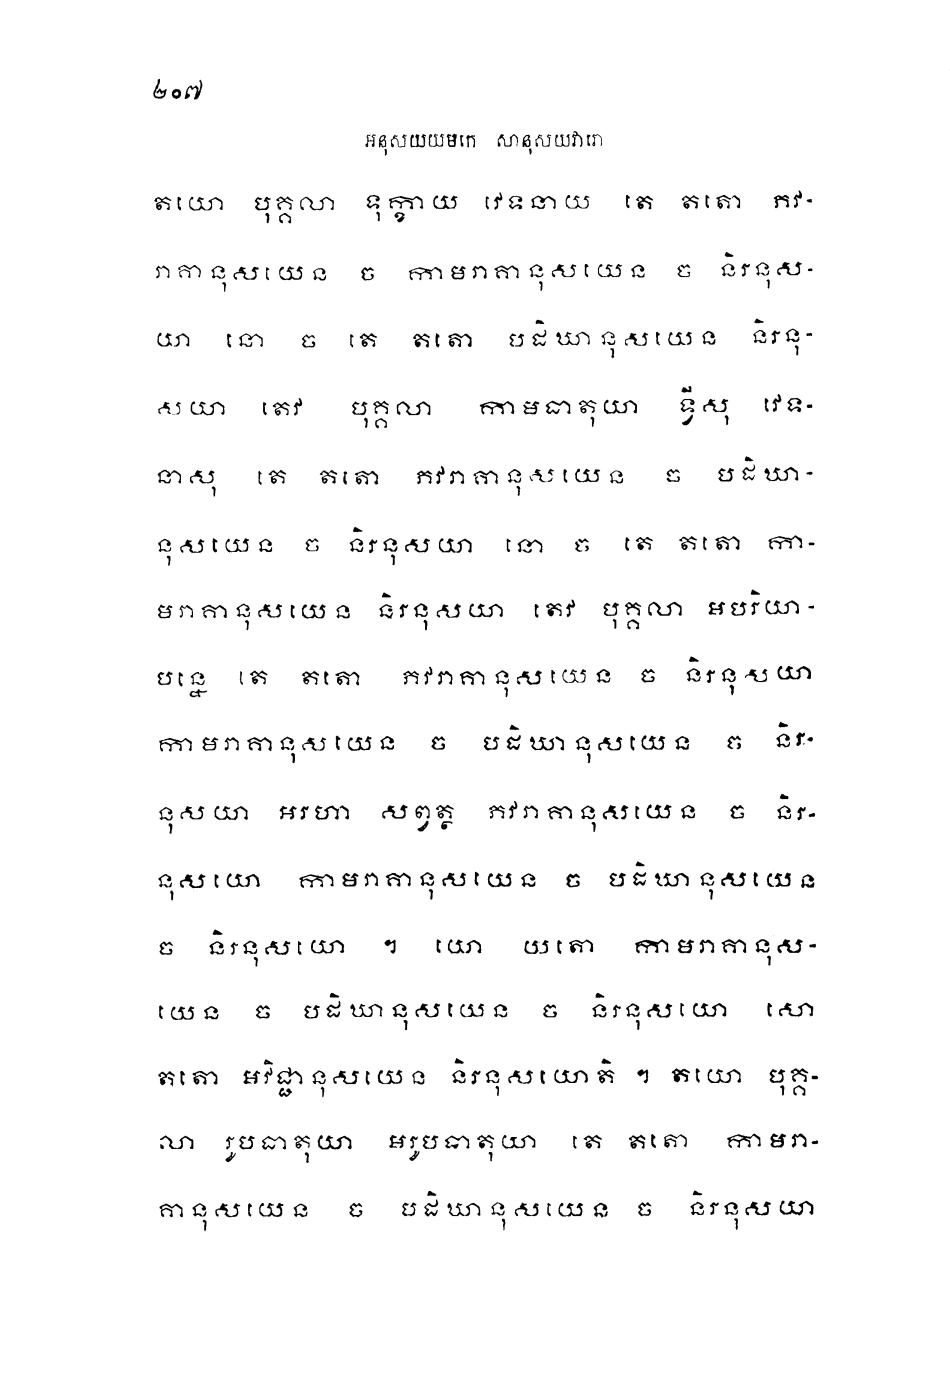 ២០៧
អនុសយយមកេ សានុសយវារោ
តយោ បុគ្គលា ទុក្ខាយ វេទនាយ តេ តតោ ភវ-
រាគានុសយេន ច កាមរាគានុសយេន ច និរនុស-
យា នោ ច តេ តតោ បដិឃានុសយេន និរនុ-
សយា តេវ បុគ្គលា កាមធាតុយា ទ្វីសុ វេទ-
នាសុ តេ តតោ ភវរាគានុសយេន ច បដិឃា-
នុសយេន ច និរនុសយា នោ ច តេ តតោ កា-
មរាគានុសយេន និរនុសយា តេវ បុគ្គលា អបរិយា-
បន្នេ តេ តតោ ភវរាគានុសយេន ច និរនុសយា
កាមរាគានុសយេន ច បដិឃានុសយេន ច និរ-
នុសយា អរហា សព្វត្ថ ភវរាគានុសយេន ច និរ-
នុសយោ កាមរាគានុសយេន ច បដិឃានុសយេន
ច និរនុសយោ ។ យោ យតោ កាមរាគានុស-
យេន ច បដិឃានុសយេន ច និរនុសយោ សោ
តតោ អវិជ្ជានុសយេន និរនុសយោតិ ។ តយោ បុគ្គ-
លា រូបធាតុយា អរូបធាតុយា តេ តតោ កាមរា-
គានុសយេន ច បដិឃានុសយេន ច និរនុសយា